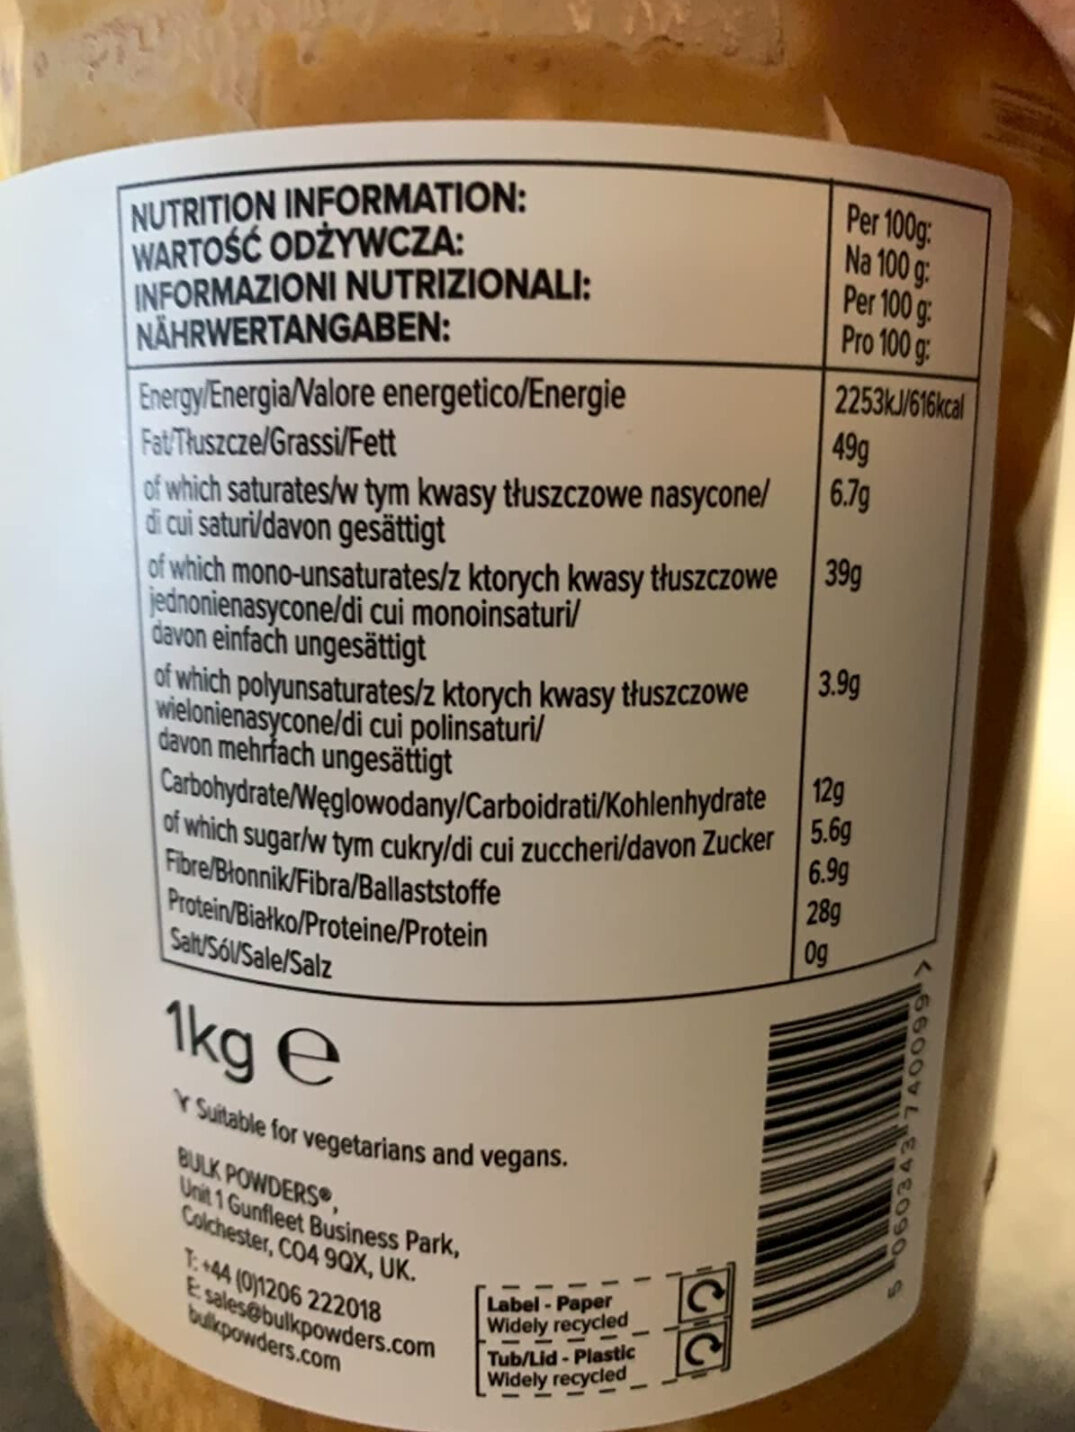 NUTRITION INFORMATION:
WARTOŚĆ ODŻYWCZA:
INFORMAZIONI NUTRIZIONALI:
NÄHRWERTANGABEN:
Per 100g:
Na 100 g:
Per 100 g:
Pro 100 g:
Energy/Energia/Valore energetico/Energie 2253kJ/616kcal
Fat/Tłuszcze/Grassi/Fett 49g
of which saturates/w tym kwasy tłuszczowe nasycone/ 6.7g
di cui saturi/davon gesättigt
of which mono-unsaturates/z ktorych kwasy tłuszczowe 39g
jednonienasycone/di cui monoinsaturi/
davon einfach ungesättigt
of which polyunsaturates/z ktorych kwasy tłuszczowe 3.9g
wielonienasycone/di cui polinsaturi/
davon mehrfach ungesättigt
Carbohydrate/Węglowodany/Carboidrati/Kohlenhydrate 12g
of which sugar/w tym cukry/di cui zuccheri/davon Zucker 5.6g
Fibre/Błonnik/Fibra/Ballaststoffe 6.9g
Protein/Białko/Proteine/Protein 28g
Salt/Sól/Sale/Salz 0g
1kg e
Suitable for vegetarians and vegans.
BULK POWDERS®,
Unit 1 Gunfleet Business Park,
Colchester, CO4 9QX, UK.
T: +44 (0)1206 222018
E: sales@bulkpowders.com
bulkpowders.com
Label - Paper
Widely recycled
Tub/Lid - Plastic
Widely recycled
5 060343 740099 >